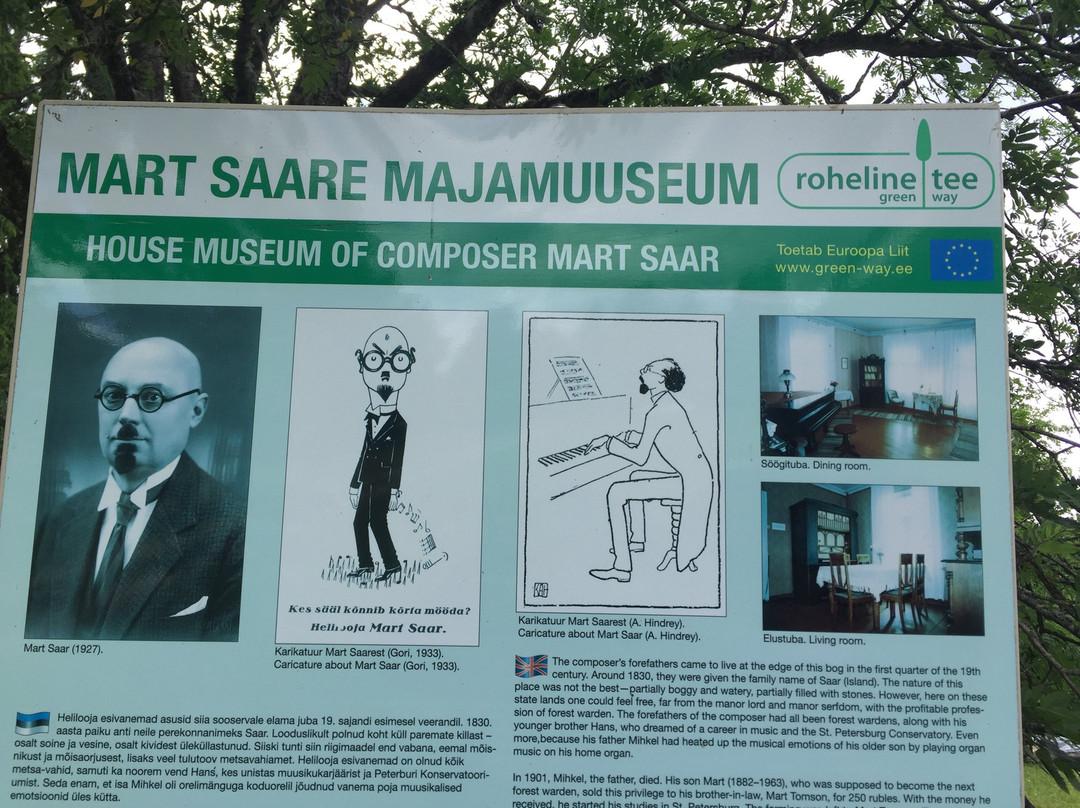 MART SAARE MAJAMUUSEUM
roheline tee
green way
HOUSE MUSEUM OF COMPOSER MART SAAR
Toetab Euroopa Liit
www.green-way.ee
Mart Saar (1927).
Kes sääl kõnnib kõrta mööda?
Helilooja Mart Saar.
Karikatuur Mart Saarest (Gori, 1933).
Caricature about Mart Saar (Gori, 1933).
Karikatuur Mart Saarest (A. Hindrey).
Caricature about Mart Saar (A. Hindrey).
Söögituba. Dining room.
Elustuba. Living room.
Helilooja esivanemad asusid siia sooservale elama juba 19. sajandi esimesel veerandil. 1830.
aasta paiku anti neile perekonnanimeks Saar. Looduslikult polnud koht küll paremate killast –
osalt soine ja vesine, osalt kividest üleküllastunud. Siiski tunti siin riigimaadel end vabana, eemal mõis-
nikust ja mõisaorjusest, lisaks veel tulutoov metsavahiamet. Helilooja esivanemad on olnud kõik
metsa-vahid, samuti ka noorem vend Hans, kes unistas muusikukarjäärist ja Peterburi Konservatoori-
umist. Seda enam, et isa Mihkel oli orelimänguga koduorelil jõudnud vanema poja muusikalised
emotsioonid üles kütta.
The composer's forefathers came to live at the edge of this bog in the first quarter of the 19th
century. Around 1830, they were given the family name of Saar (Island). The nature of this
place was not the best—partially boggy and watery, partially filled with stones. However, here on these
state lands one could feel free, far from the manor lord and manor serfdom, with the profitable profes-
sion of forest warden. The forefathers of the composer had all been forest wardens, along with his
younger brother Hans, who dreamed of a career in music and the St. Petersburg Conservatory. Even
more,because his father Mihkel had heated up the musical emotions of his older son by playing organ
music on his home organ.
In 1901, Mihkel, the father, died. His son Mart (1882–1963), who was supposed to become the next
forest warden, sold this privilege to his brother-in-law, Mart Tomson, for 250 rubles. With the money he
received, he started his studies in St. Petersburg. The farming was